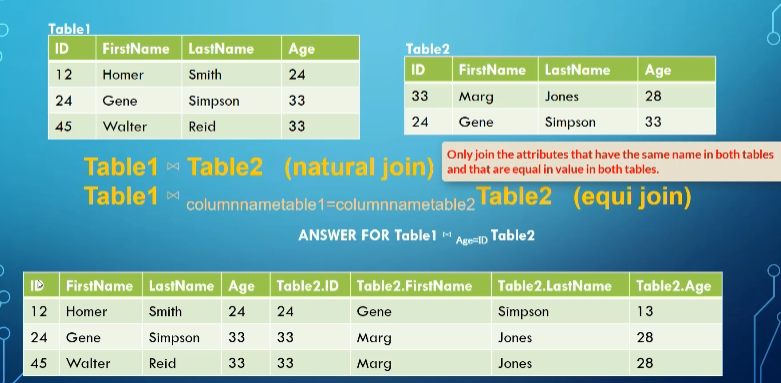 Table1
ID FirstName LastName Age
12 Homer Smith 24
24 Gene Simpson 33
45 Walter Reid 33
Table2
ID FirstName LastName Age
33 Marg Jones 28
24 Gene Simpson 33
Table1 ⋈ Table2 (natural join)
Only join the attributes that have the same name in both tables
and that are equal in value in both tables.
Table1 ⋈ columnnametable1=columnnametable2 Table2 (equi join)
ANSWER FOR Table1 ⋈ Age=ID Table2
ID FirstName LastName Age Table2.ID Table2.FirstName Table2.LastName Table2.Age
12 Homer Smith 24 24 Gene Simpson 13
24 Gene Simpson 33 33 Marg Jones 28
45 Walter Reid 33 33 Marg Jones 28